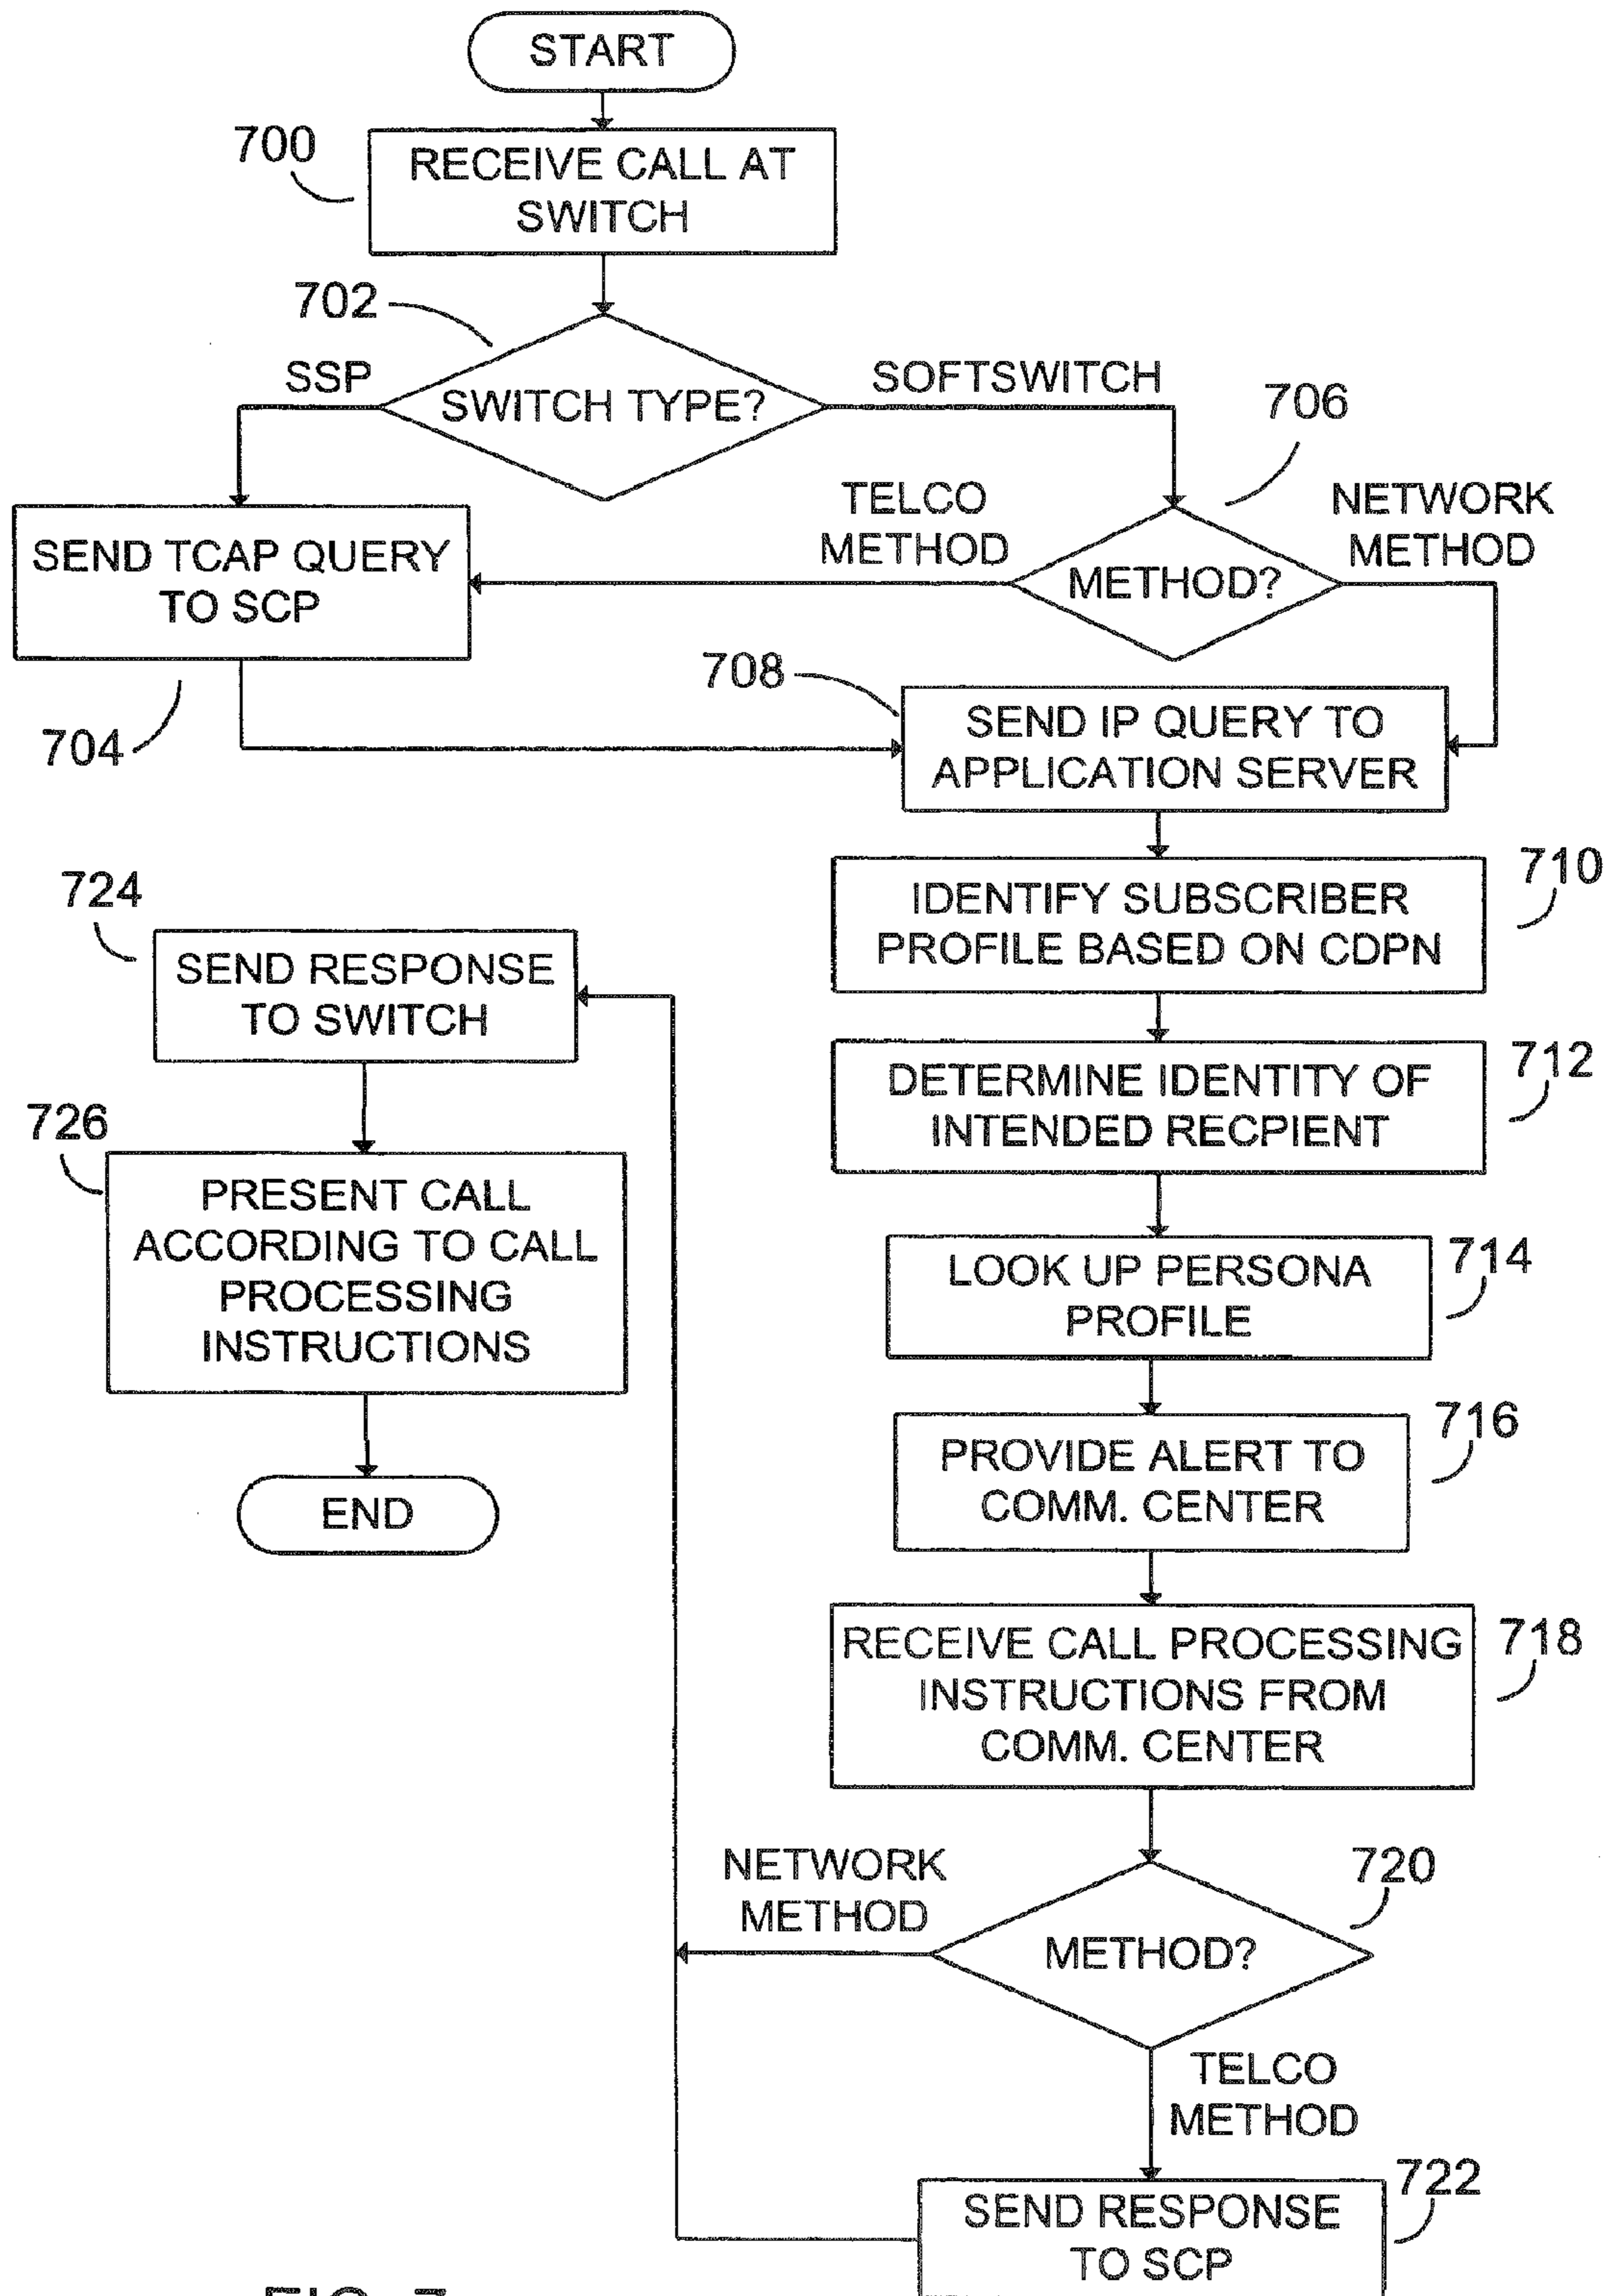 START
700
RECEIVE CALL AT
SWITCH
702
SSP
SWITCH TYPE?
SOFTSWITCH
706
TELCO
METHOD
METHOD?
NETWORK
METHOD
SEND TCAP QUERY
TO SCP
704
708
SEND IP QUERY TO
APPLICATION SERVER
710
IDENTIFY SUBSCRIBER
PROFILE BASED ON CDPN
712
DETERMINE IDENTITY OF
INTENDED RECPIENT
714
LOOK UP PERSONA
PROFILE
716
PROVIDE ALERT TO
COMM. CENTER
718
RECEIVE CALL PROCESSING
INSTRUCTIONS FROM
COMM. CENTER
720
METHOD?
NETWORK
METHOD
TELCO
METHOD
722
SEND RESPONSE
TO SCP
724
SEND RESPONSE
TO SWITCH
726
PRESENT CALL
ACCORDING TO CALL
PROCESSING
INSTRUCTIONS
END